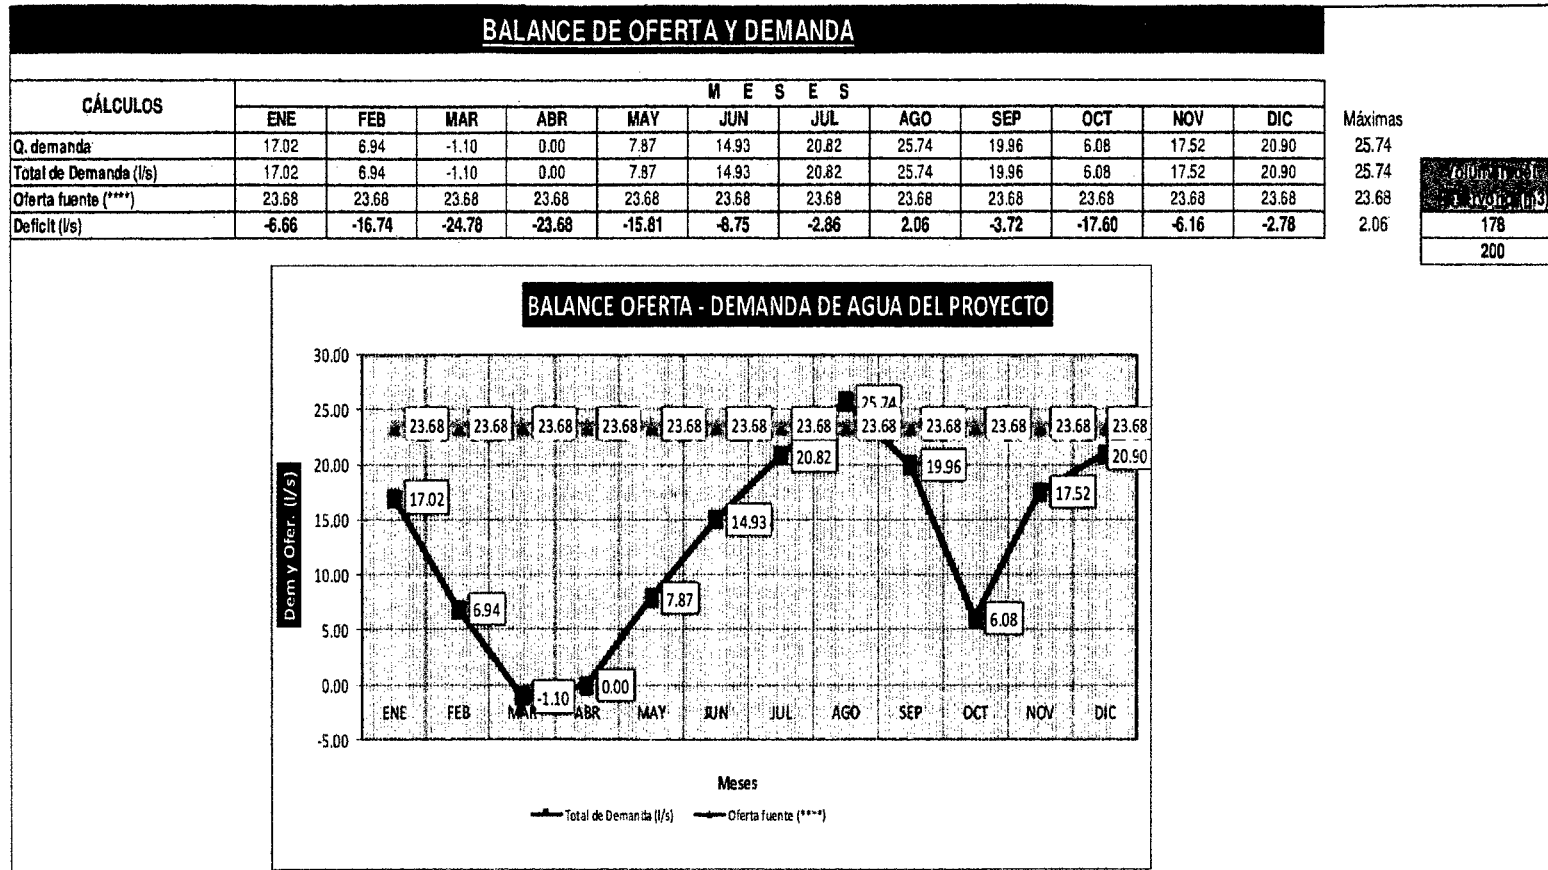 BALANCE DE OFERTA Y DEMANDA
CÁLCULOS M E S E S
ENE FEB MAR ABR MAY JUN JUL AGO SEP OCT NOV DIC Máximas
Q. demanda 17.02 6.94 -1.10 0.00 7.87 14.93 20.82 25.74 19.96 6.08 17.52 20.90 25.74
Total de Demanda (l/s) 17.02 6.94 -1.10 0.00 7.87 14.93 20.82 25.74 19.96 6.08 17.52 20.90 25.74
Oferta fuente (****) 23.68 23.68 23.68 23.68 23.68 23.68 23.68 23.68 23.68 23.68 23.68 23.68 23.68
Deficit (l/s) -6.66 -16.74 -24.78 -23.68 -15.81 -8.75 -2.86 2.06 -3.72 -17.60 -6.16 -2.78 2.06 178
200
BALANCE OFERTA - DEMANDA DE AGUA DEL PROYECTO
30.00
25.74
25.00
23.68 23.68 23.68 23.68 23.68 23.68 23.68 23.68 23.68 23.68 23.68 23.68
20.82 19.96 20.90
20.00
17.02 17.52
15.00
14.93
10.00
6.94 7.87 6.08
5.00
0.00
-1.10 0.00
ENE FEB MAR ABR MAY JUN JUL AGO SEP OCT NOV DIC
-5.00
Dem y Ofer. (l/s)
Meses
Total de Demanda (l/s) Oferta fuente (****)